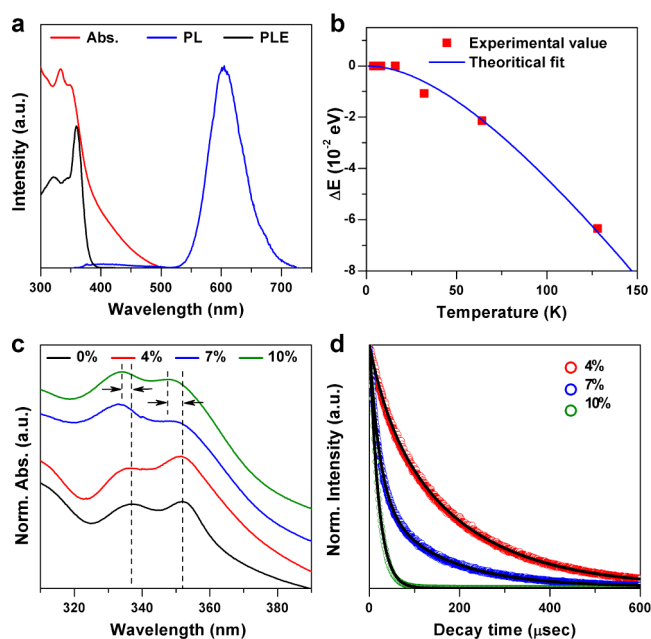 a
Abs. PL PLE
Intensity (a.u.)
300 400 500 600 700
Wavelength (nm)
b
Experimental value
Theoritical fit
ΔE (10⁻² eV)
0
-2
-4
-6
-8
0 50 100 150
Temperature (K)
c
0% 4% 7% 10%
Norm. Abs. (a.u.)
320 340 360 380
Wavelength (nm)
d
4%
7%
10%
Norm. Intensity (a.u.)
0 200 400 600
Decay time (μsec)